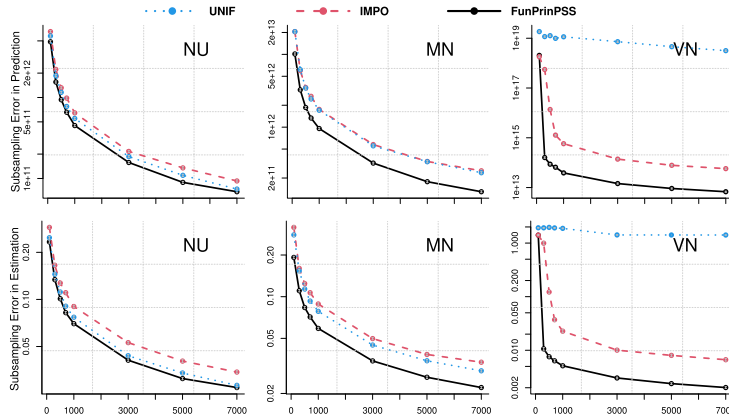 UNIF IMPO FunPrinPSS
Subsampling Error in Prediction
NU
2e+12
5e+11
1e+11
MN
2e+13
5e+12
1e+12
2e+11
VN
1e+19
1e+17
1e+15
1e+13
Subsampling Error in Estimation
NU
0.20
0.10
0.05
0 1000 3000 5000 7000
MN
0.20
0.10
0.05
0.02
0 1000 3000 5000 7000
VN
1.000
0.200
0.050
0.010
0.002
0 1000 3000 5000 700